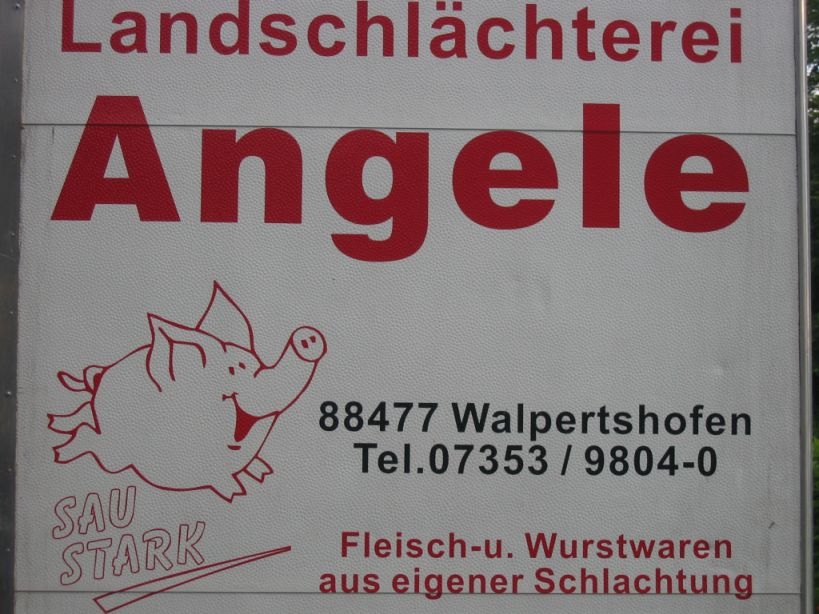 Landschlächterei
Angele
88477 Walpertshofen
Tel.07353 / 9804-0
SAU
STARK
Fleisch-u. Wurstwaren
aus eigener Schlachtung